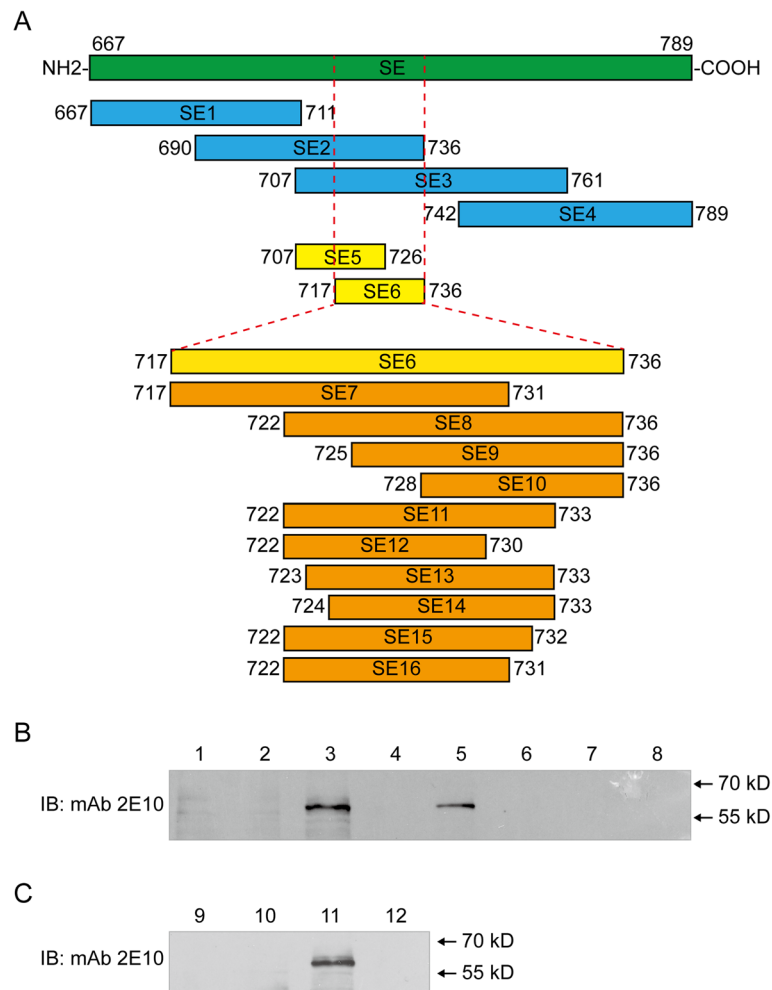 A
667 789
NH2- SE -COOH
667 SE1 711
690 SE2 736
707 SE3 761
742 SE4 789
707 SE5 726
717 SE6 736
717 SE6 736
717 SE7 731
722 SE8 736
725 SE9 736
728 SE10 736
722 SE11 733
722 SE12 730
723 SE13 733
724 SE14 733
722 SE15 732
722 SE16 731
B
1 2 3 4 5 6 7 8
IB: mAb 2E10
← 70 kD
← 55 kD
C
9 10 11 12
IB: mAb 2E10
← 70 kD
← 55 kD